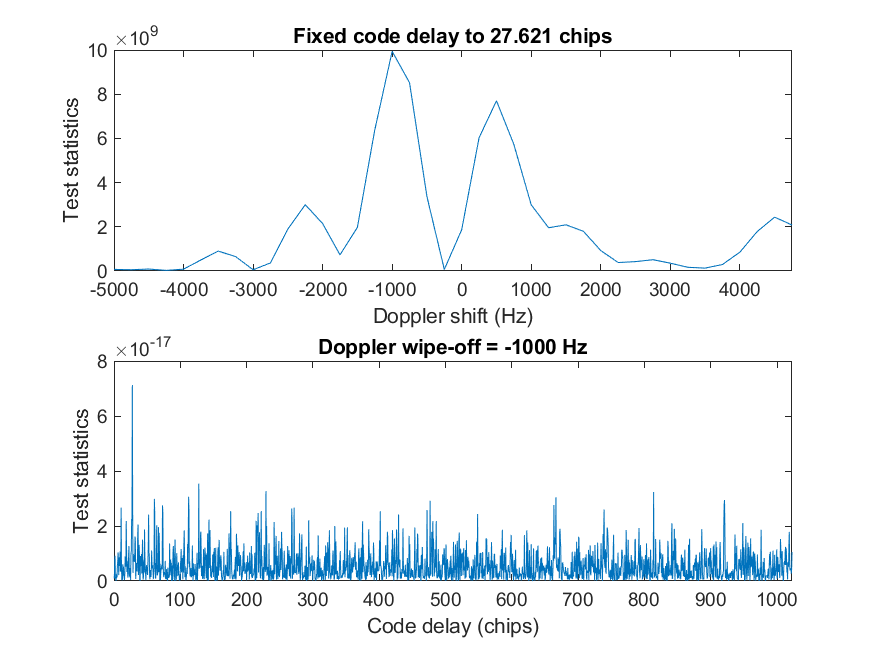 ×10^9
Fixed code delay to 27.621 chips
10
8
6
4
2
0
Test statistics
-5000 -4000 -3000 -2000 -1000 0 1000 2000 3000 4000
Doppler shift (Hz)
×10^-17
Doppler wipe-off = -1000 Hz
8
6
4
2
0
Test statistics
0 100 200 300 400 500 600 700 800 900 1000
Code delay (chips)